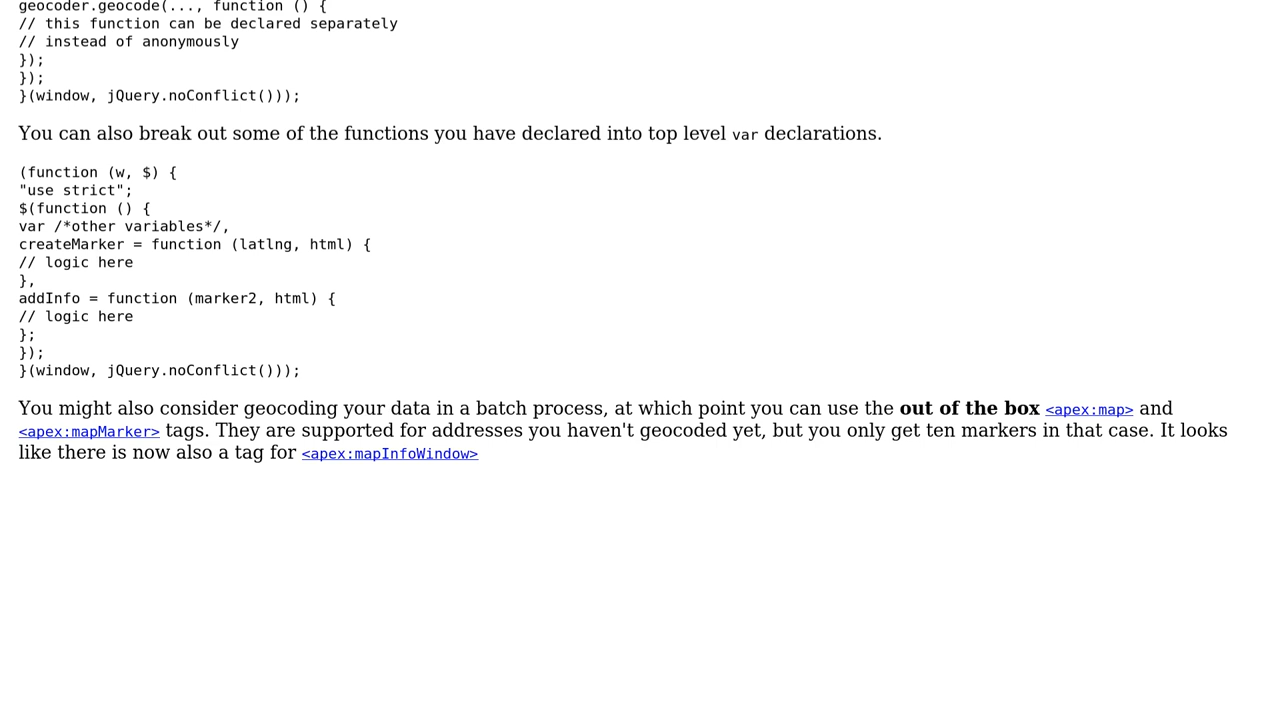 geocoder.geocode(..., function () {
// this function can be declared separately
// instead of anonymously
});
});
}(window, jQuery.noConflict()));
You can also break out some of the functions you have declared into top level var declarations.
(function (w, $) {
"use strict";
$(function () {
var /*other variables*/,
createMarker = function (latlng, html) {
// logic here
},
addInfo = function (marker2, html) {
// logic here
};
});
}(window, jQuery.noConflict()));
You might also consider geocoding your data in a batch process, at which point you can use the out of the box <apex:map> and
<apex:mapMarker> tags. They are supported for addresses you haven't geocoded yet, but you only get ten markers in that case. It looks
like there is now also a tag for <apex:mapInfoWindow>